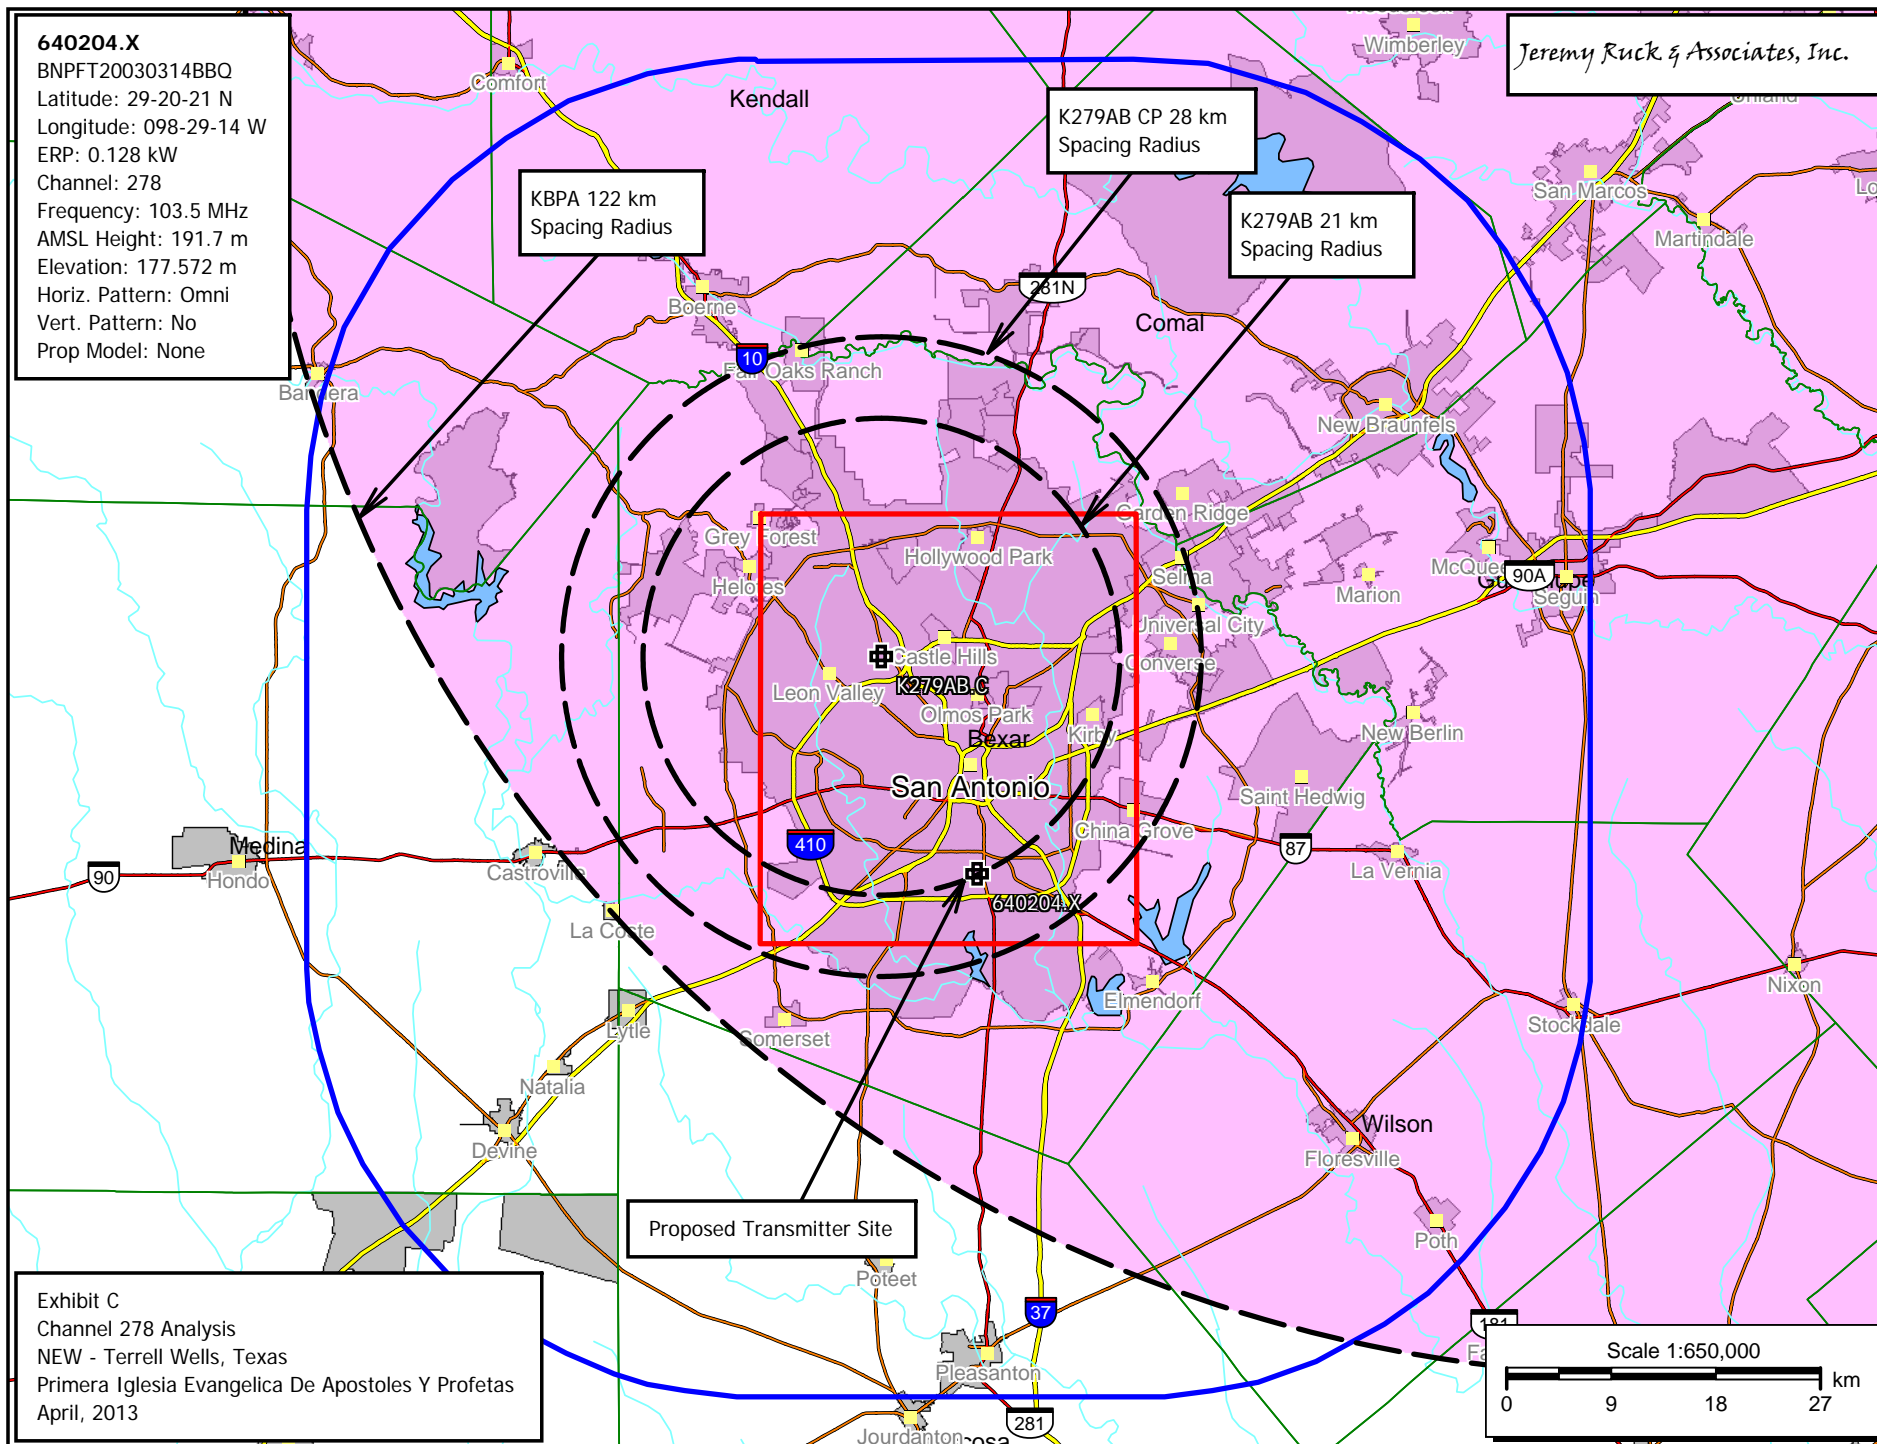 640204.X
BNPFT20030314BBQ
Latitude: 29-20-21 N
Longitude: 098-29-14 W
ERP: 0.128 kW
Channel: 278
Frequency: 103.5 MHz
AMSL Height: 191.7 m
Elevation: 177.572 m
Horiz. Pattern: Omni
Vert. Pattern: No
Prop Model: None
Jeremy Ruck & Associates, Inc.
Wimberley
Comfort
Kendall
K279AB CP 28 km
Spacing Radius
KBPA 122 km
Spacing Radius
K279AB 21 km
Spacing Radius
San Marcos
Martindale
Boerne
281N
Comal
10
Fair Oaks Ranch
Bandera
New Braunfels
Garden Ridge
Grey Forest
Hollywood Park
Helotes
Selma
McQuee
90A
Seguin
Marion
Universal City
Castle Hills
Converse
Leon Valley
K279AB.C
Olmos Park
Kirby
New Berlin
Bexar
San Antonio
Saint Hedwig
China Grove
410
87
Medina
Hondo
90
Castroville
La Vernia
640204.X
La Coste
Elmendorf
Nixon
Lytle
Somerset
Stockdale
Natalia
Devine
Wilson
Floresville
Proposed Transmitter Site
Poth
Poteet
37
181
Pleasanton
281
Jourdanton
Exhibit C
Channel 278 Analysis
NEW - Terrell Wells, Texas
Primera Iglesia Evangelica De Apostoles Y Profetas
April, 2013
Scale 1:650,000
km
0 9 18 27